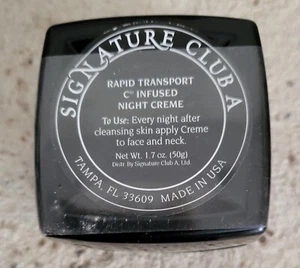 SIGNATURE CLUB A
RAPID TRANSPORT
C" INFUSED
NIGHT CREME
To Use: Every night after
cleansing skin apply Creme
to face and neck.
Net Wt. 1.7 oz. (50g)
Distr. By Signature Club A, Ltd.
TAMPA, FL 33609 MADE IN USA